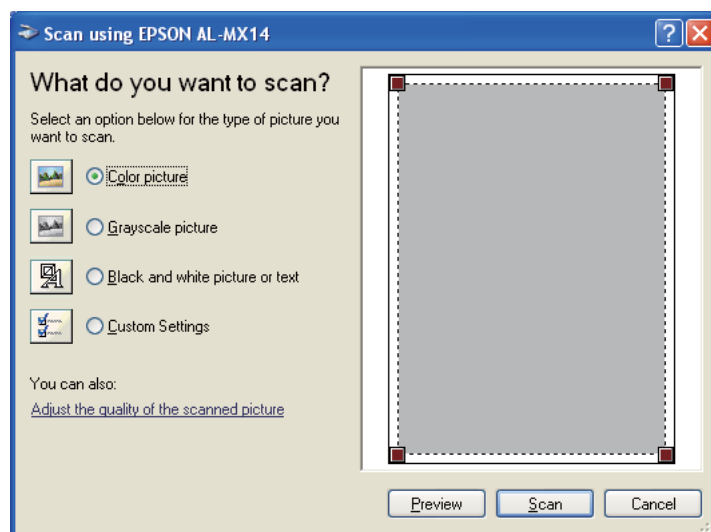 Scan using EPSON AL-MX14
What do you want to scan?
Select an option below for the type of picture you
want to scan.
Color picture
Grayscale picture
Black and white picture or text
Custom Settings
You can also:
Adjust the quality of the scanned picture
Preview
Scan
Cancel